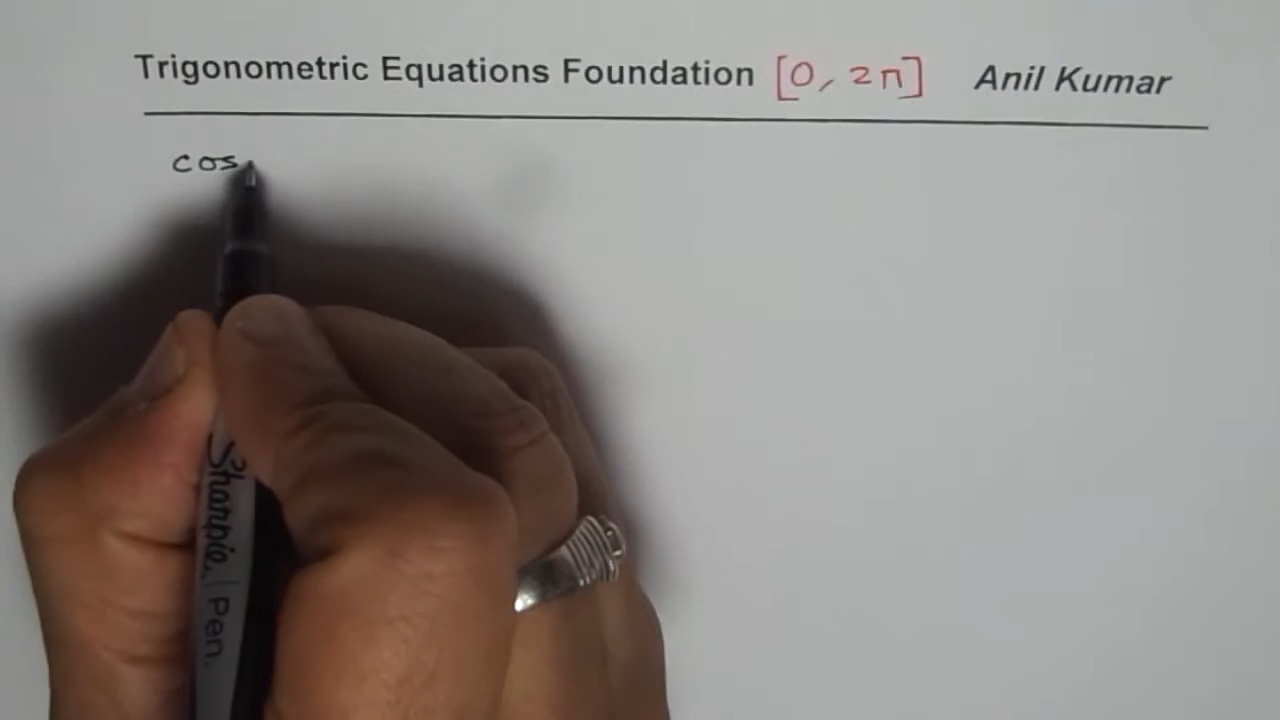 Trigonometric Equations Foundation [0, 2π] Anil Kumar
cos
Sharpie. | Pen.